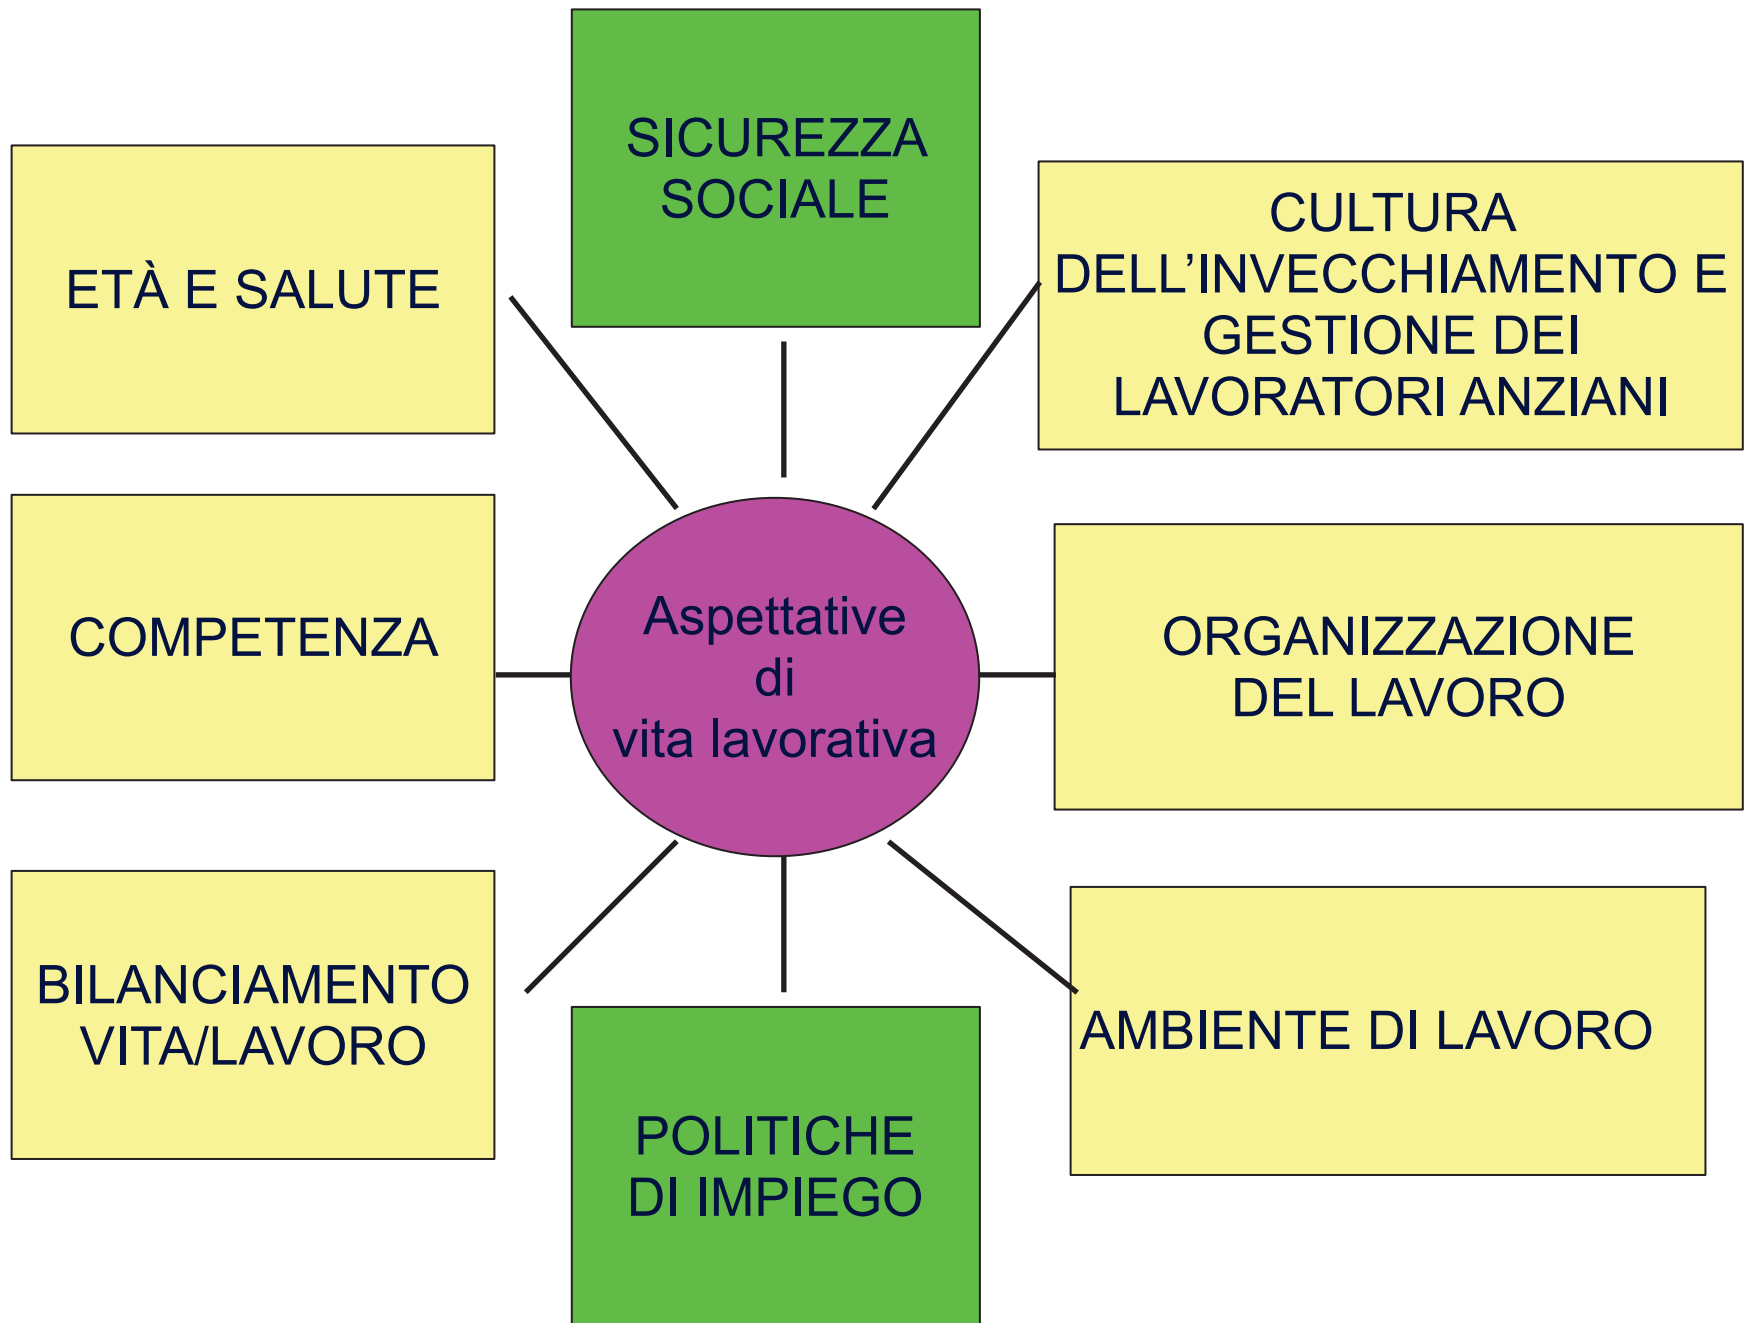 SICUREZZA
SOCIALE
ETÀ E SALUTE
CULTURA
DELL’INVECCHIAMENTO E
GESTIONE DEI
LAVORATORI ANZIANI
COMPETENZA
Aspettative
di
vita lavorativa
ORGANIZZAZIONE
DEL LAVORO
BILANCIAMENTO
VITA/LAVORO
AMBIENTE DI LAVORO
POLITICHE
DI IMPIEGO